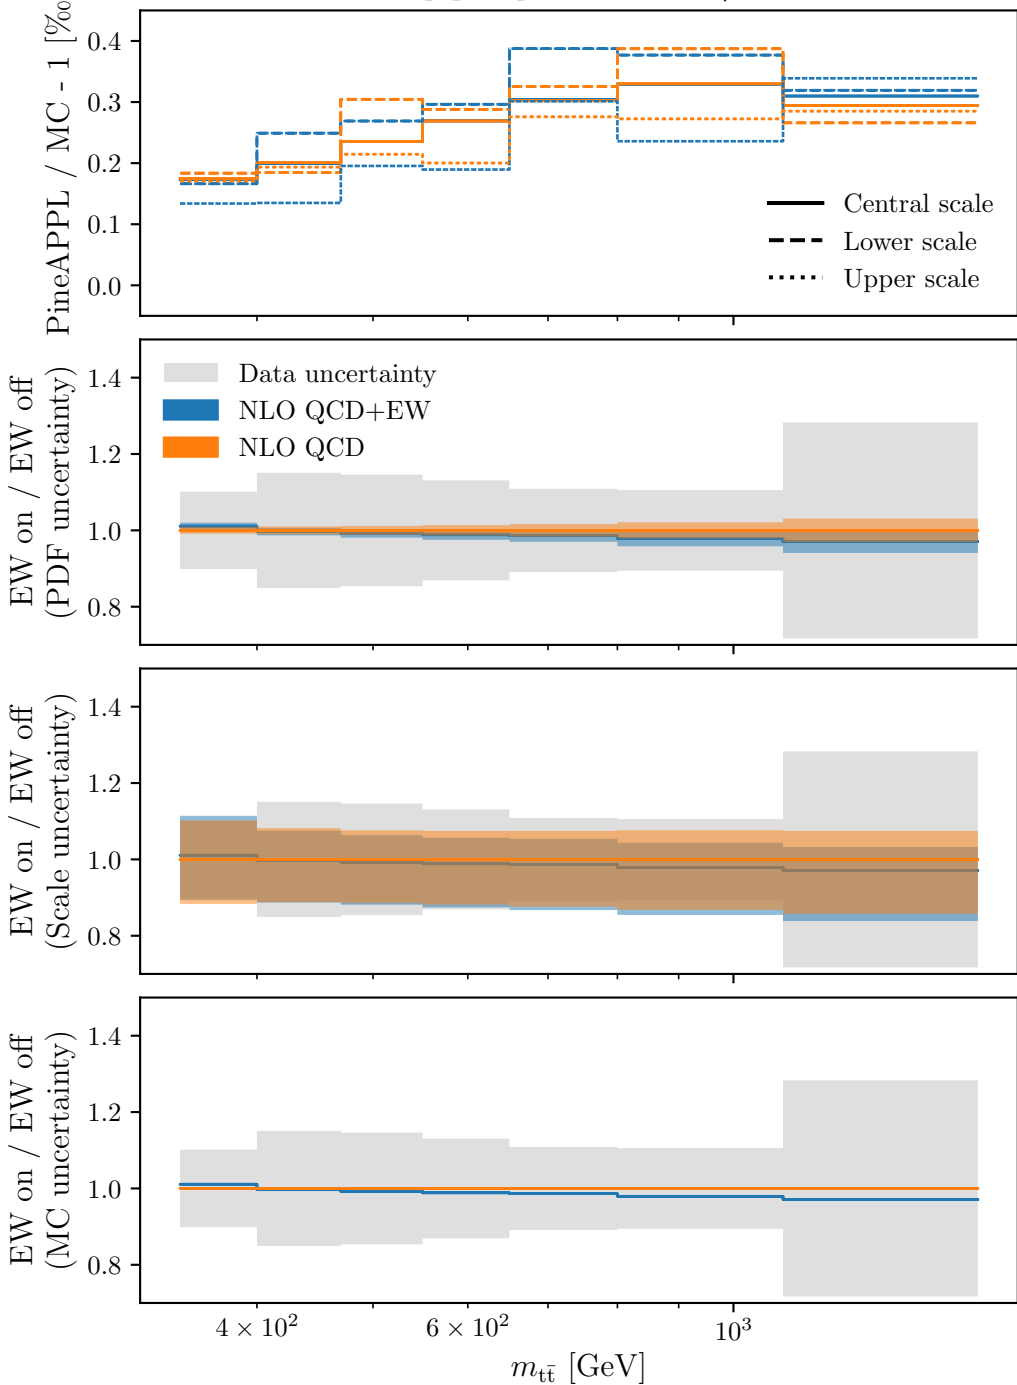 PineAPPL / MC - 1 [‰
0.4
0.3
0.2
0.1
0.0
Central scale
Lower scale
Upper scale
EW on / EW off
(PDF uncertainty)
1.4
1.2
1.0
0.8
Data uncertainty
NLO QCD+EW
NLO QCD
EW on / EW off
(Scale uncertainty)
1.4
1.2
1.0
0.8
EW on / EW off
(MC uncertainty)
1.4
1.2
1.0
0.8
4 × 10² 6 × 10² 10³
m_{tt̄} [GeV]